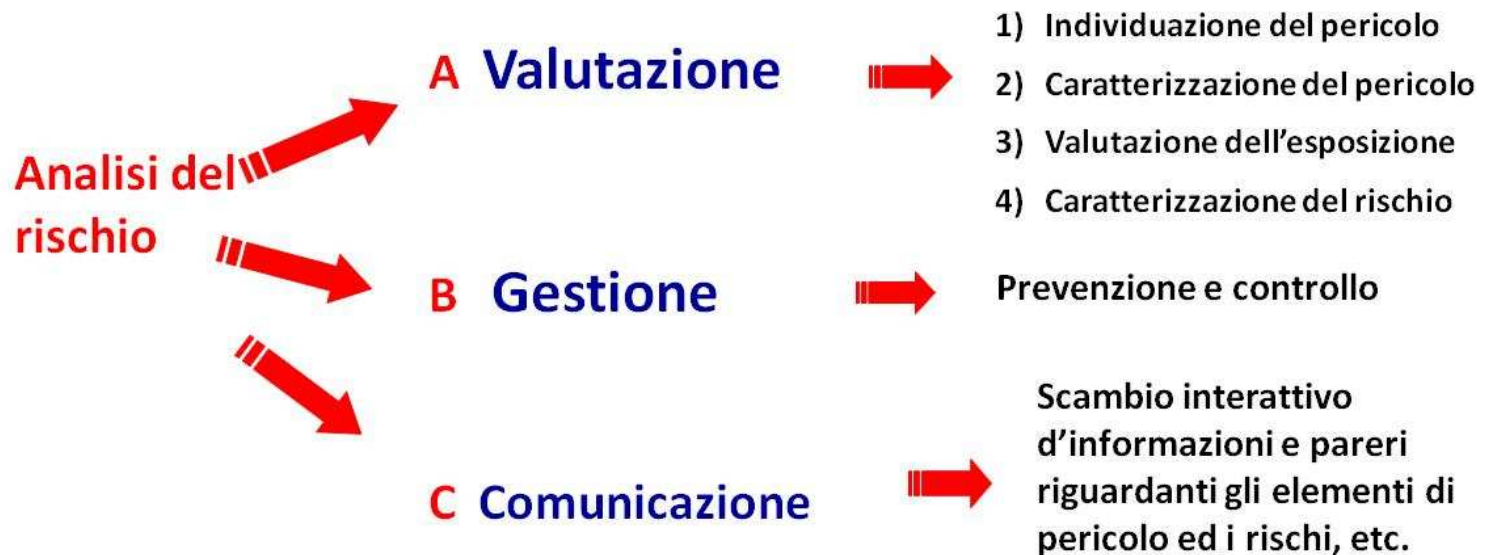 Analisi del
rischio
A Valutazione
1) Individuazione del pericolo
2) Caratterizzazione del pericolo
3) Valutazione dell’esposizione
4) Caratterizzazione del rischio
B Gestione
Prevenzione e controllo
C Comunicazione
Scambio interattivo
d’informazioni e pareri
riguardanti gli elementi di
pericolo ed i rischi, etc.